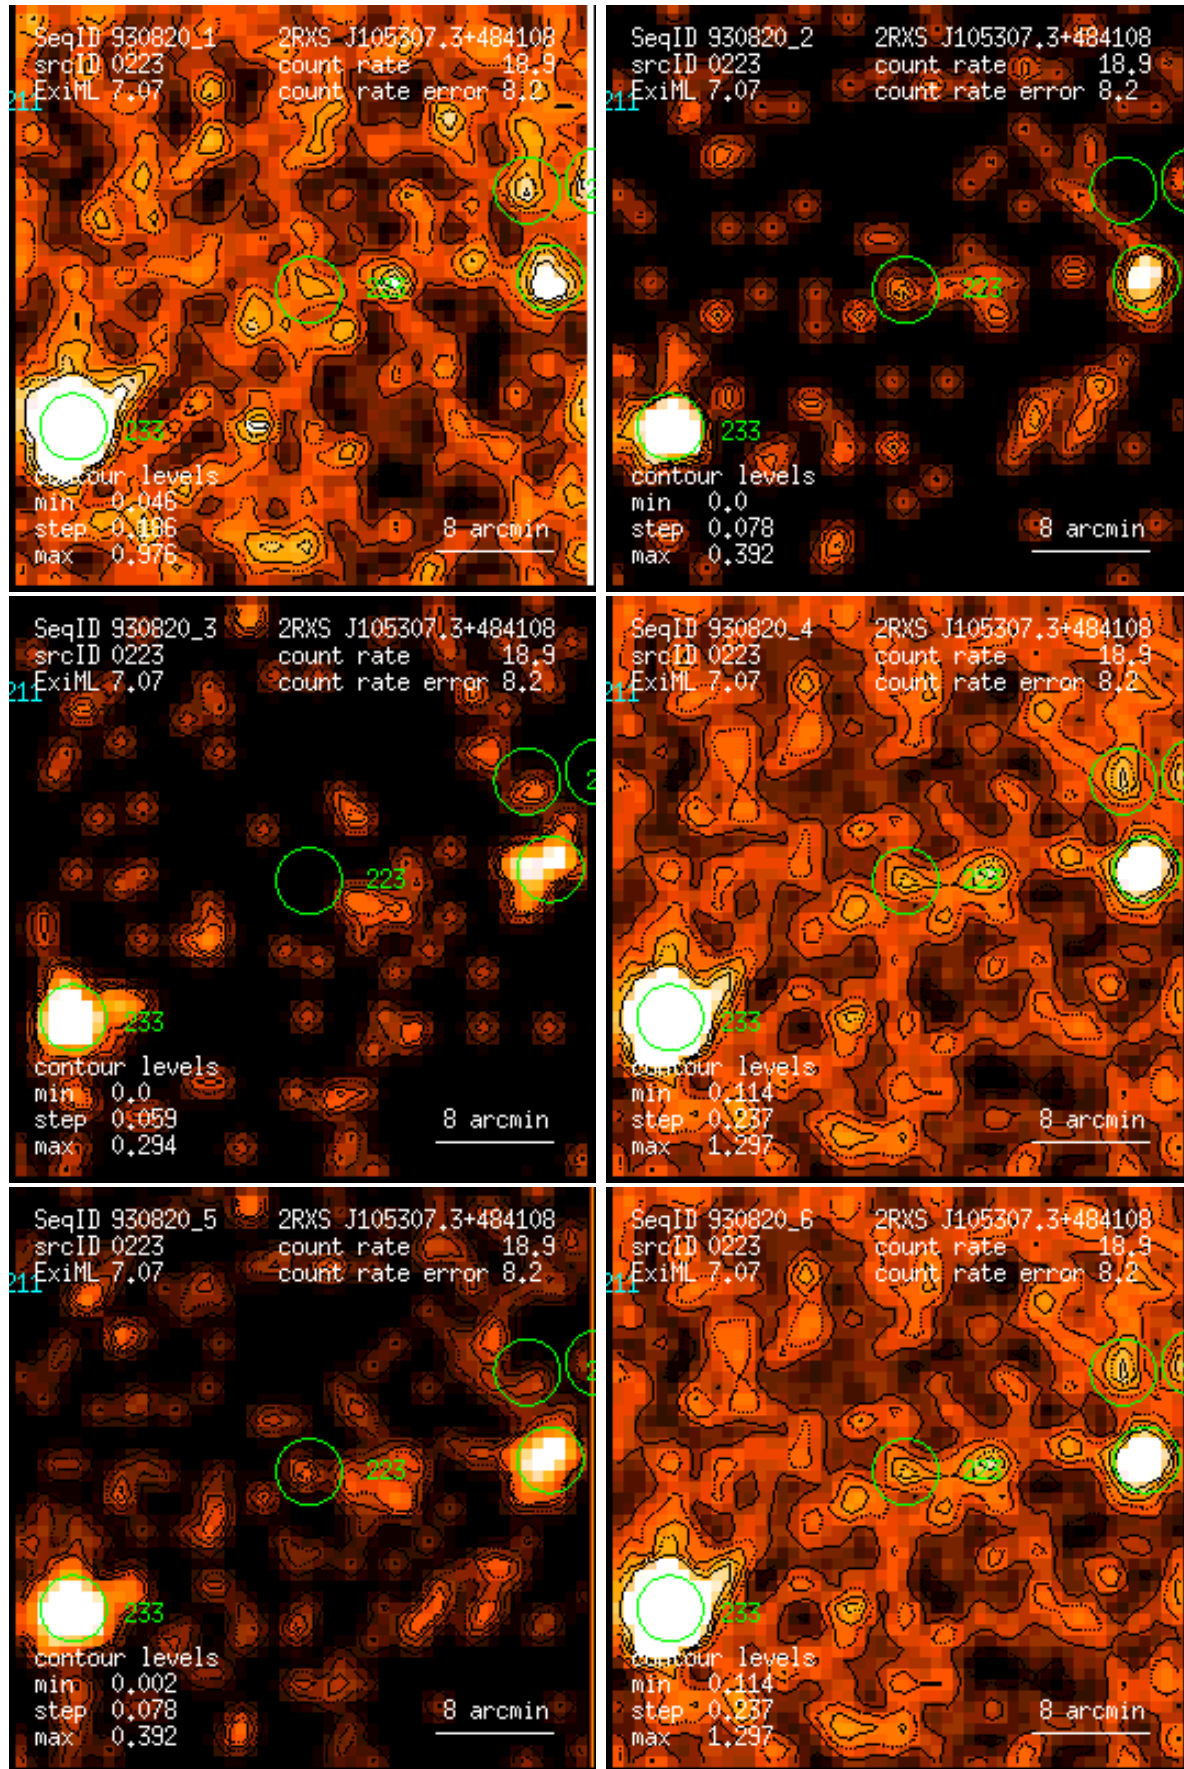 SeqID 930820_1 2RXS J105307.3+484108
srcID 0223 count rate 18.9
ExiML 7.07 count rate error 8.2
211
2
223
233
contour levels
min 0.046
step 0.186
max 0.976
8 arcmin
SeqID 930820_2 2RXS J105307.3+484108
srcID 0223 count rate 18.9
ExiML 7.07 count rate error 8.2
211
223
233
contour levels
min 0.0
step 0.078
max 0.392
8 arcmin
SeqID 930820_3 2RXS J105307.3+484108
srcID 0223 count rate 18.9
ExiML 7.07 count rate error 8.2
211
2
223
233
contour levels
min 0.0
step 0.059
max 0.294
8 arcmin
SeqID 930820_4 2RXS J105307.3+484108
srcID 0223 count rate 18.9
ExiML 7.07 count rate error 8.2
211
223
233
contour levels
min 0.114
step 0.237
max 1.297
8 arcmin
SeqID 930820_5 2RXS J105307.3+484108
srcID 0223 count rate 18.9
ExiML 7.07 count rate error 8.2
211
2
223
233
contour levels
min 0.002
step 0.078
max 0.392
8 arcmin
SeqID 930820_6 2RXS J105307.3+484108
srcID 0223 count rate 18.9
ExiML 7.07 count rate error 8.2
211
223
233
contour levels
min 0.114
step 0.237
max 1.297
8 arcmin